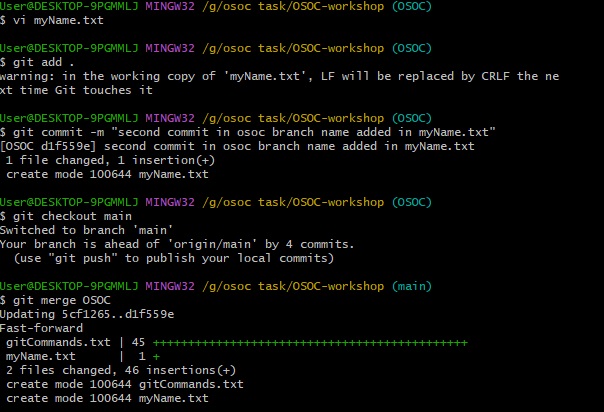 User@DESKTOP-9PGMMLJ MINGW32 /g/osoc task/OSOC-workshop (OSOC)
$ vi myName.txt
User@DESKTOP-9PGMMLJ MINGW32 /g/osoc task/OSOC-workshop (OSOC)
$ git add .
warning: in the working copy of 'myName.txt', LF will be replaced by CRLF the ne
xt time Git touches it
User@DESKTOP-9PGMMLJ MINGW32 /g/osoc task/OSOC-workshop (OSOC)
$ git commit -m "second commit in osoc branch name added in myName.txt"
[OSOC d1f559e] second commit in osoc branch name added in myName.txt
 1 file changed, 1 insertion(+)
 create mode 100644 myName.txt
User@DESKTOP-9PGMMLJ MINGW32 /g/osoc task/OSOC-workshop (OSOC)
$ git checkout main
Switched to branch 'main'
Your branch is ahead of 'origin/main' by 4 commits.
  (use "git push" to publish your local commits)
User@DESKTOP-9PGMMLJ MINGW32 /g/osoc task/OSOC-workshop (main)
$ git merge OSOC
Updating 5cf1265..d1f559e
Fast-forward
 gitCommands.txt | 45 +++++++++++++++++++++++++++++++++++++++++++++
 myName.txt      |  1 +
 2 files changed, 46 insertions(+)
 create mode 100644 gitCommands.txt
 create mode 100644 myName.txt